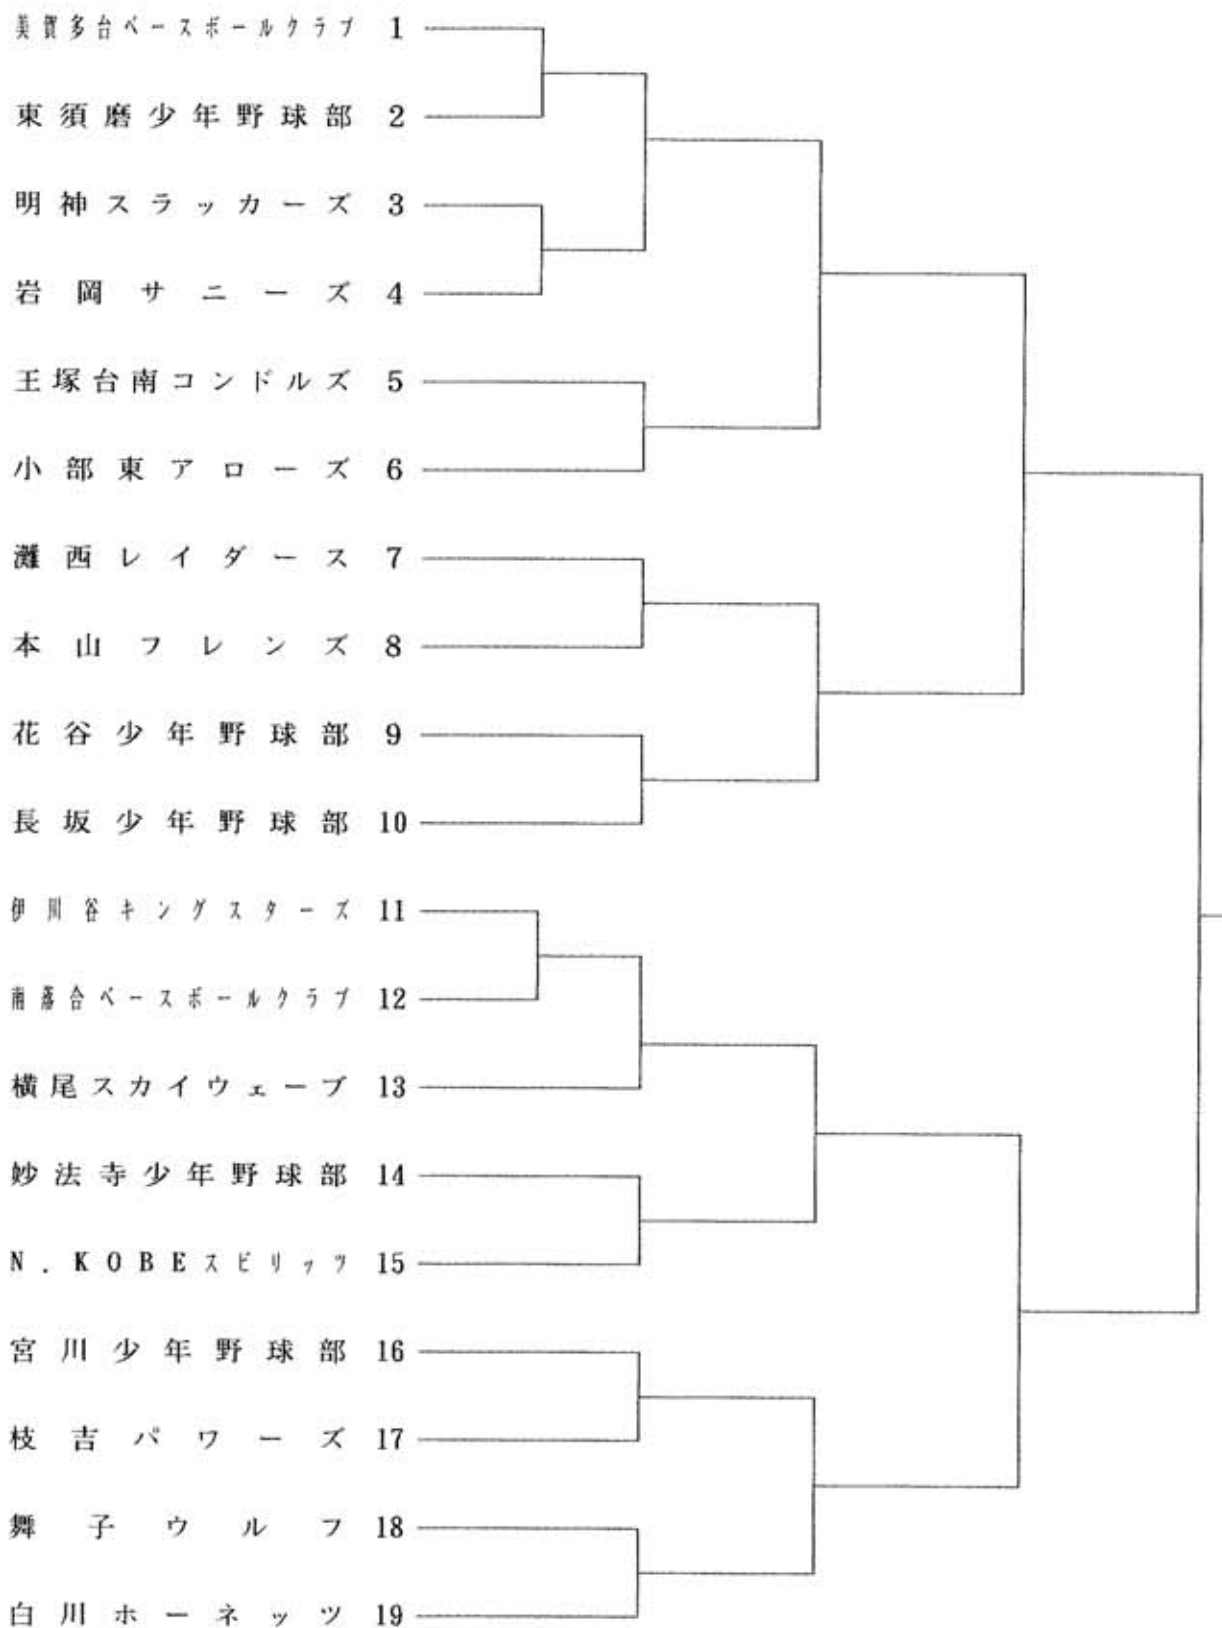 美賀多台ベースボールクラブ 1
東須磨少年野球部 2
明神スラッカーズ 3
岩岡サニーズ 4
王塚台南コンドルズ 5
小部東アローズ 6
灘西レイダース 7
本山フレンズ 8
花谷少年野球部 9
長坂少年野球部 10
伊川谷キングスターズ 11
南落合ベースボールクラブ 12
横尾スカイウェーブ 13
妙法寺少年野球部 14
N.KOBEスピリッツ 15
宮川少年野球部 16
枝吉パワーズ 17
舞子ウルフ 18
白川ホーネッツ 19